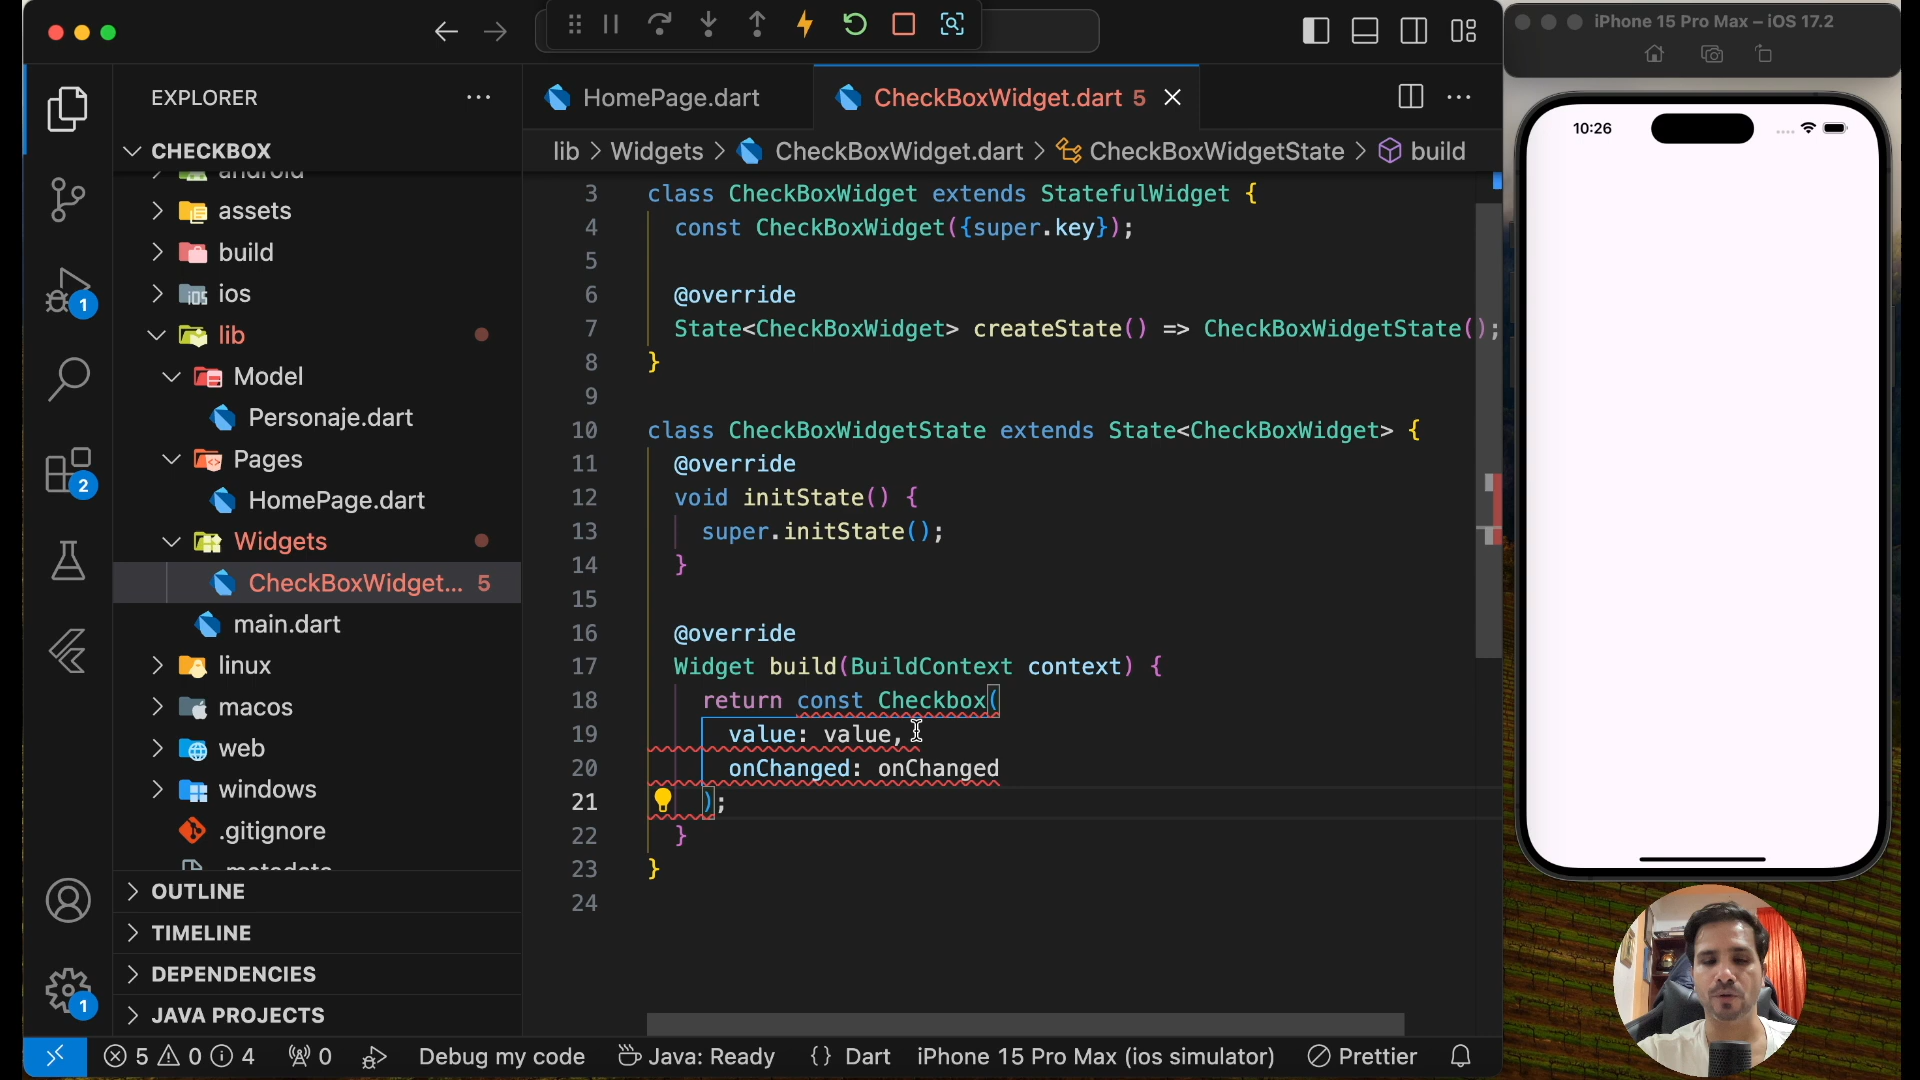 iPhone 15 Pro Max – iOS 17.2
EXPLORER
HomePage.dart
CheckBoxWidget.dart 5
CHECKBOX
lib > Widgets > CheckBoxWidget.dart > CheckBoxWidgetState > build
android
assets
build
ios
lib
Model
Personaje.dart
Pages
HomePage.dart
Widgets
CheckBoxWidget... 5
main.dart
linux
macos
web
windows
.gitignore
.metadata
OUTLINE
TIMELINE
DEPENDENCIES
JAVA PROJECTS
1
2
1
3 class CheckBoxWidget extends StatefulWidget {
4 const CheckBoxWidget({super.key});
5
6 @override
7 State<CheckBoxWidget> createState() => CheckBoxWidgetState();
8 }
9
10 class CheckBoxWidgetState extends State<CheckBoxWidget> {
11 @override
12 void initState() {
13 super.initState();
14 }
15
16 @override
17 Widget build(BuildContext context) {
18 return const Checkbox(
19 value: value,
20 onChanged: onChanged
21 );
22 }
23 }
24
10:26
5 0 4 0 Debug my code Java: Ready {} Dart iPhone 15 Pro Max (ios simulator) Prettier